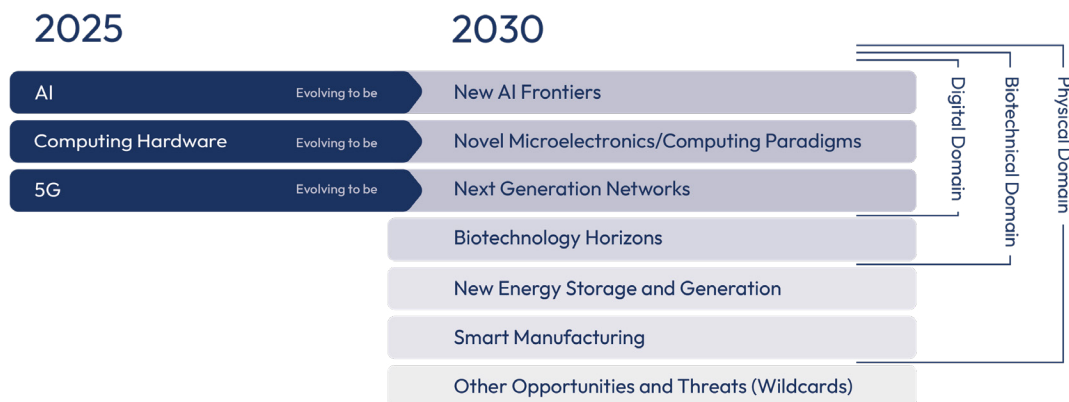 2025
2030
AI
Evolving to be
New AI Frontiers
Computing Hardware
Evolving to be
Novel Microelectronics/Computing Paradigms
5G
Evolving to be
Next Generation Networks
Biotechnology Horizons
New Energy Storage and Generation
Smart Manufacturing
Other Opportunities and Threats (Wildcards)
Digital Domain
Biotechnical Domain
Physical Domain